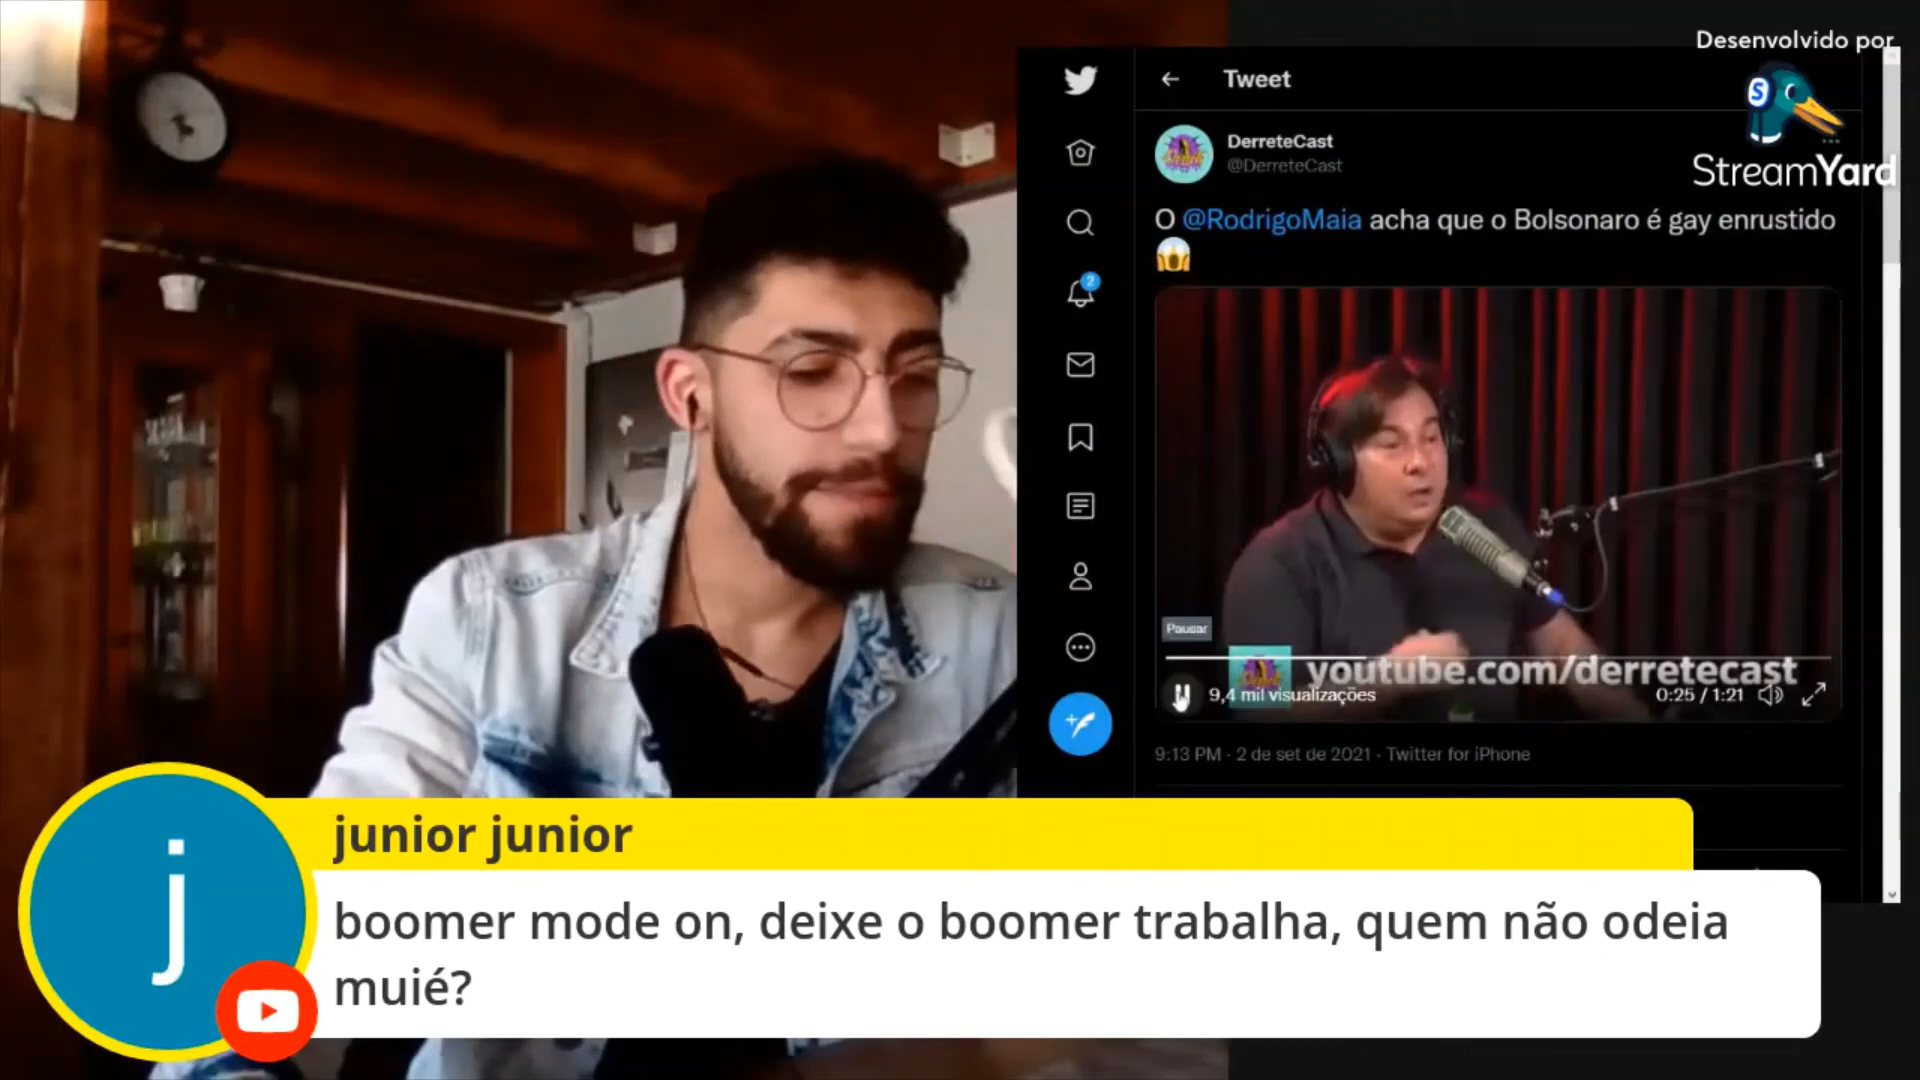 Desenvolvido por
StreamYard
Tweet
DerreteCast
@DerreteCast
O @RodrigoMaia acha que o Bolsonaro é gay enrustido
😱
2
Pausar
youtube.com/derretecast
9,4 mil visualizações
0:25 / 1:21
9:13 PM · 2 de set de 2021 · Twitter for iPhone
junior junior
j
boomer mode on, deixe o boomer trabalha, quem não odeia
muié?